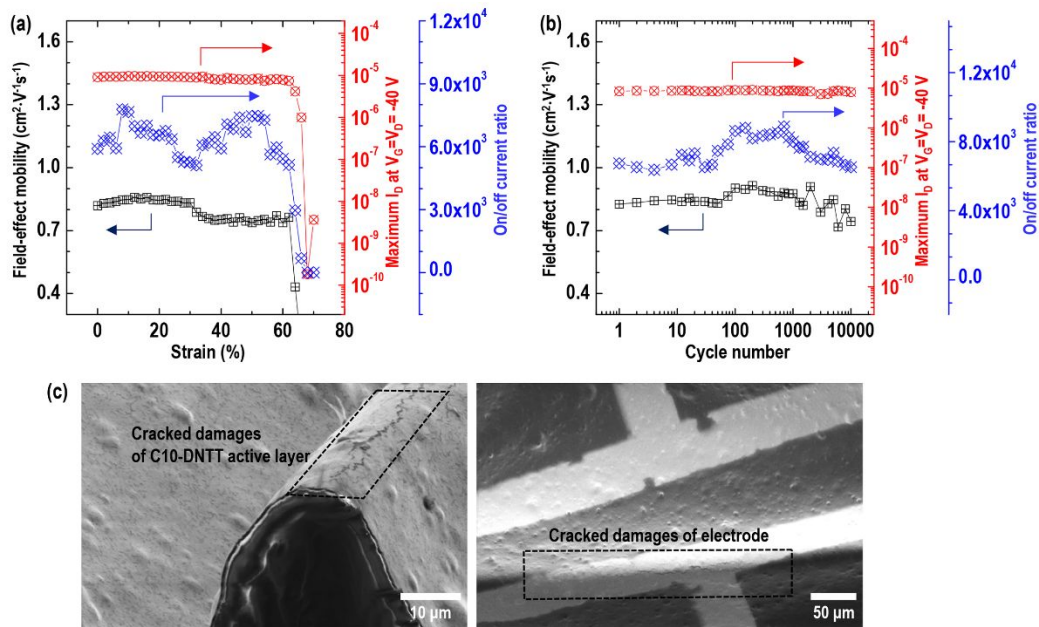 (a)
1.6
1.3
1.0
0.7
0.4
Field-effect mobility (cm²·V⁻¹s⁻¹)
0
20
40
60
80
Strain (%)
10⁻⁴
10⁻⁵
10⁻⁶
10⁻⁷
10⁻⁸
10⁻⁹
10⁻¹⁰
Maximum I_D at V_G=V_D= -40 V
1.2x10⁴
9.0x10³
6.0x10³
3.0x10³
0.0
On/off current ratio
(b)
1.6
1.3
1.0
0.7
0.4
Field-effect mobility (cm²·V⁻¹s⁻¹)
1
10
100
1000
10000
Cycle number
10⁻⁴
10⁻⁵
10⁻⁶
10⁻⁷
10⁻⁸
10⁻⁹
10⁻¹⁰
Maximum I_D at V_G=V_D= -40 V
1.2x10⁴
8.0x10³
4.0x10³
0.0
On/off current ratio
(c)
Cracked damages
of C10-DNTT active layer
10 µm
Cracked damages of electrode
50 µm